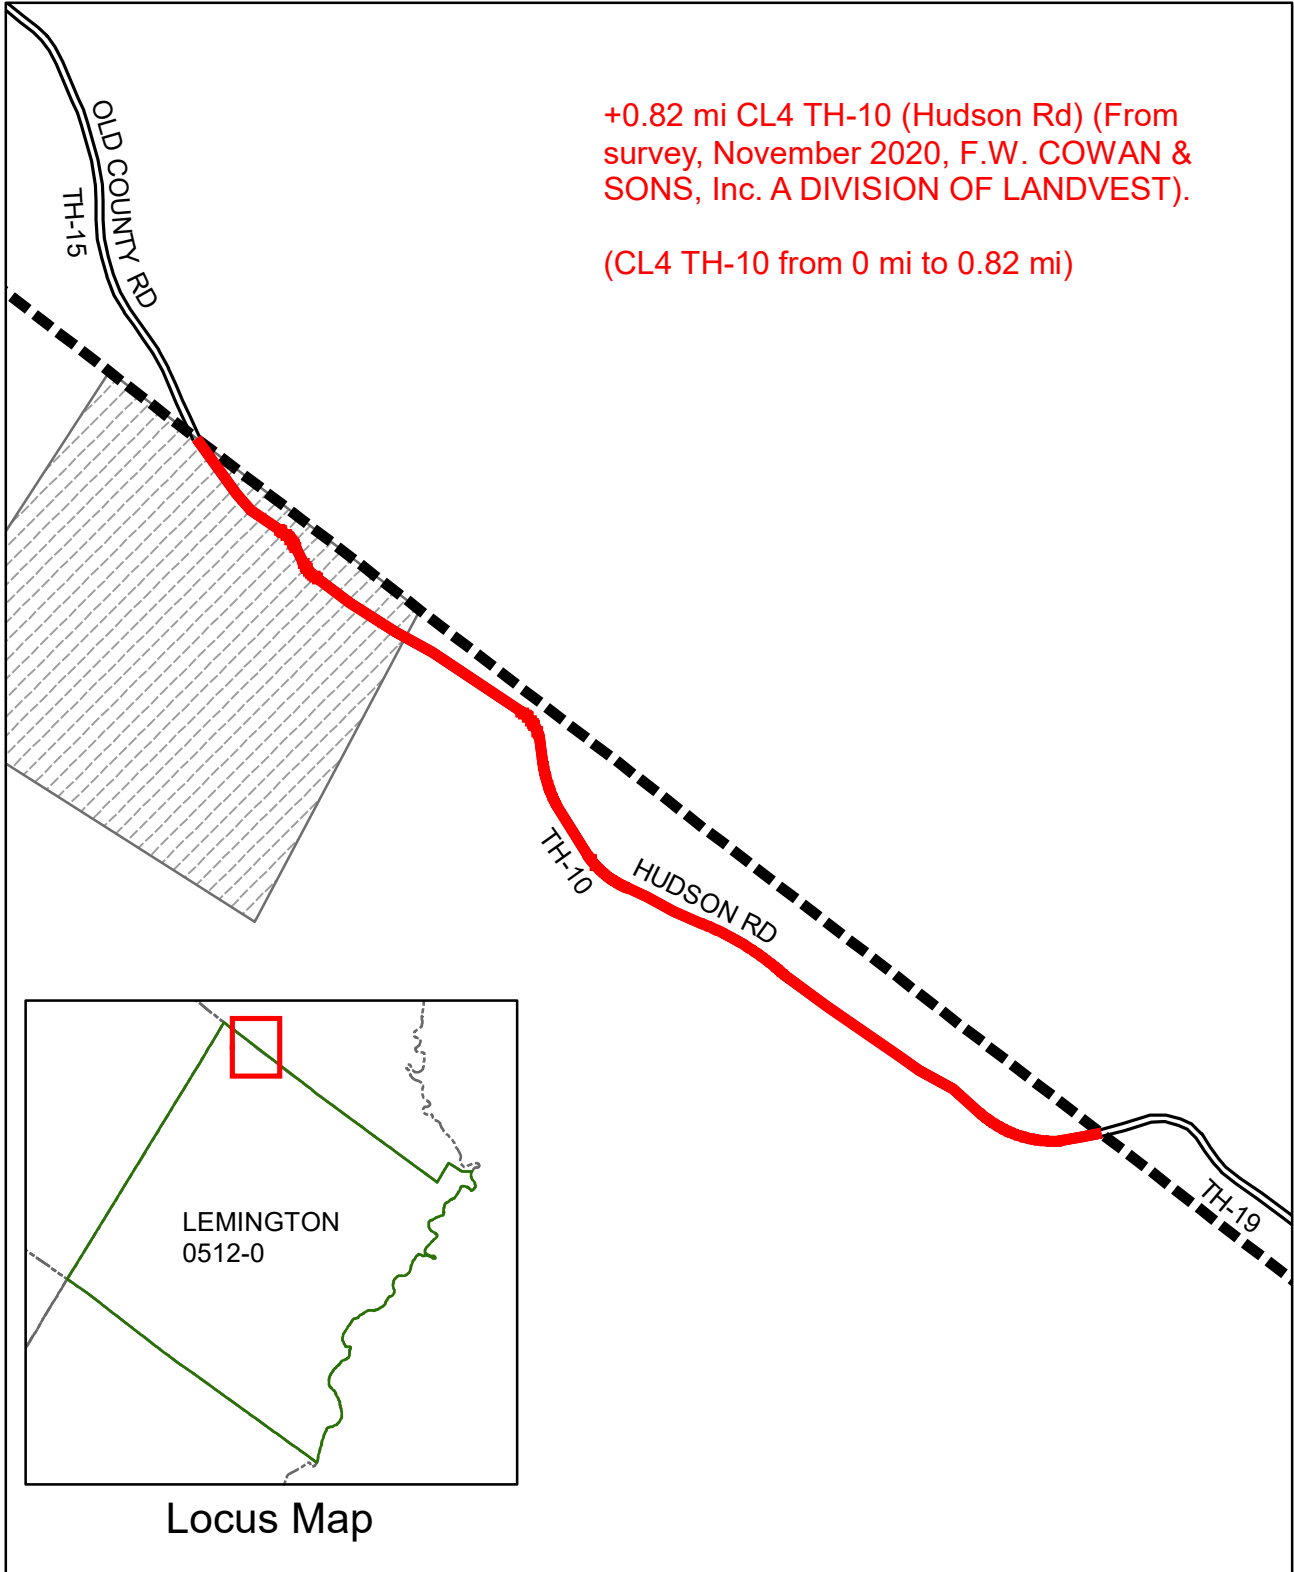 +0.82 mi CL4 TH-10 (Hudson Rd) (From
survey, November 2020, F.W. COWAN &
SONS, Inc. A DIVISION OF LANDVEST).
(CL4 TH-10 from 0 mi to 0.82 mi)
OLD COUNTY RD
TH-15
TH-10
HUDSON RD
TH-19
LEMINGTON
0512-0
Locus Map